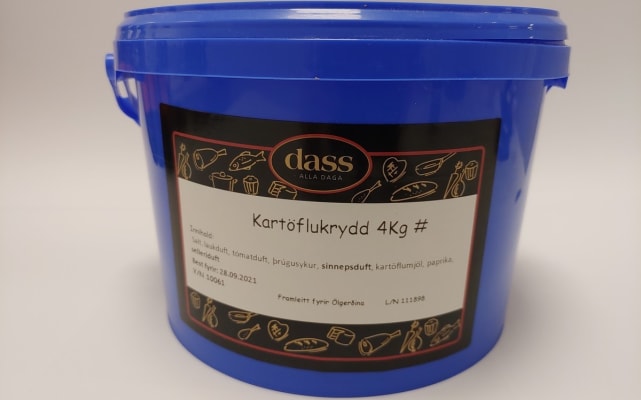 dass
ALLA DAGA
Kartöflukrydd 4Kg #
Innihald:
Salt, laukduft, tómatduft, þrúgusykur, sinnepsduft, kartöflumjöl, paprika,
selleríduft
Best fyrir: 28.09.2021
V/N 10061
Framleitt fyrir Ölgerðina L/N 111898